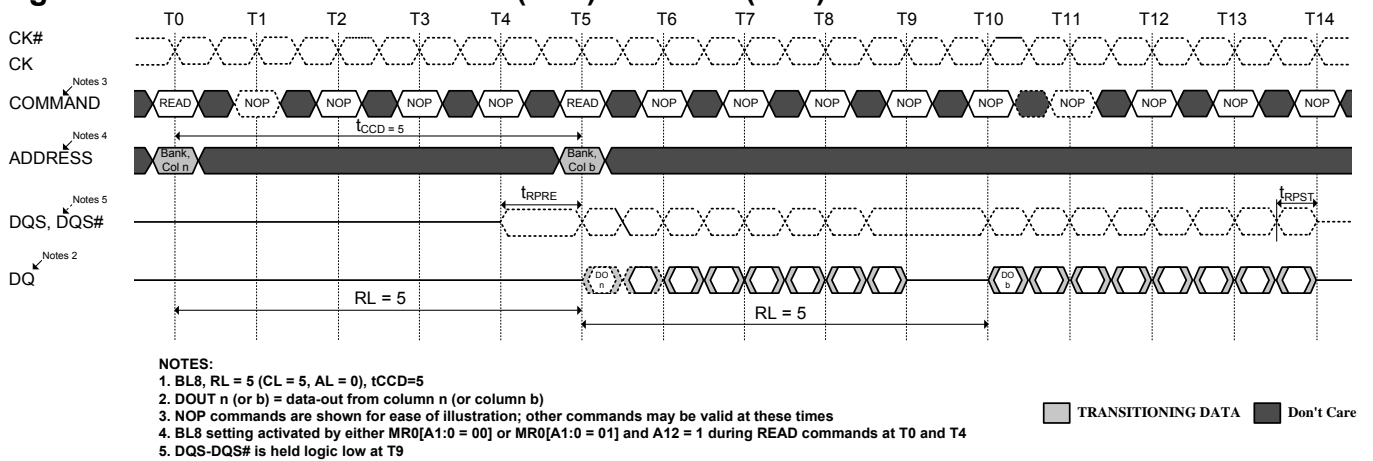 T0 T1 T2 T3 T4 T5 T6 T7 T8 T9 T10 T11 T12 T13 T14
CK#
CK
Notes 3
COMMAND READ NOP NOP NOP NOP READ NOP NOP NOP NOP NOP NOP NOP NOP
tCCD = 5
Notes 4
ADDRESS
Bank, Col n
Bank, Col b
Notes 5
tRPRE
tRPST
DQS, DQS#
Notes 2
DQ
DO n
DO b
RL = 5
RL = 5
NOTES:
1. BL8, RL = 5 (CL = 5, AL = 0), tCCD=5
2. DOUT n (or b) = data-out from column n (or column b)
3. NOP commands are shown for ease of illustration; other commands may be valid at these times
4. BL8 setting activated by either MR0[A1:0 = 00] or MR0[A1:0 = 01] and A12 = 1 during READ commands at T0 and T4
5. DQS-DQS# is held logic low at T9
TRANSITIONING DATA
Don't Care